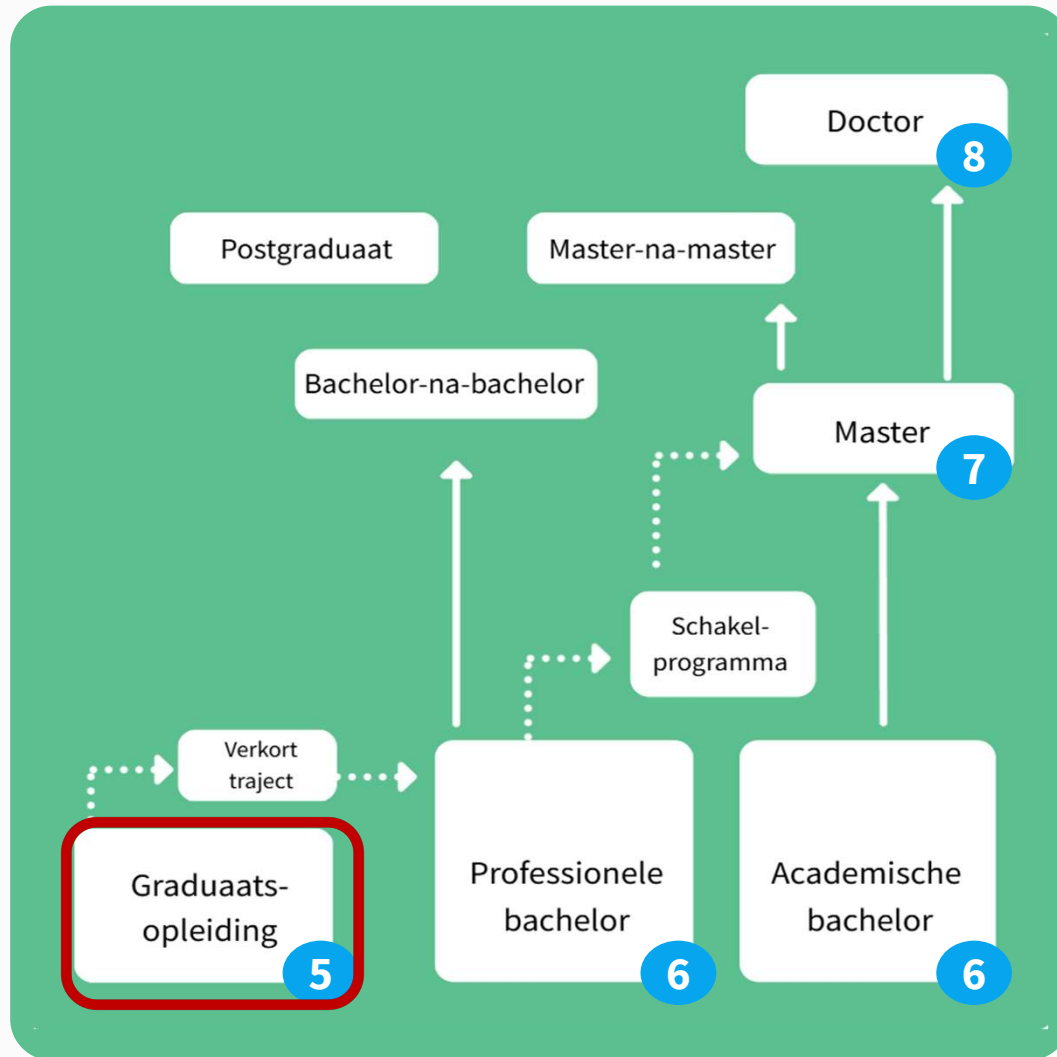 Doctor
8
Postgraduaat
Master-na-master
Bachelor-na-bachelor
Master
7
Schakel-
programma
Verkort
traject
Graduaats-
opleiding
5
Professionele
bachelor
6
Academische
bachelor
6